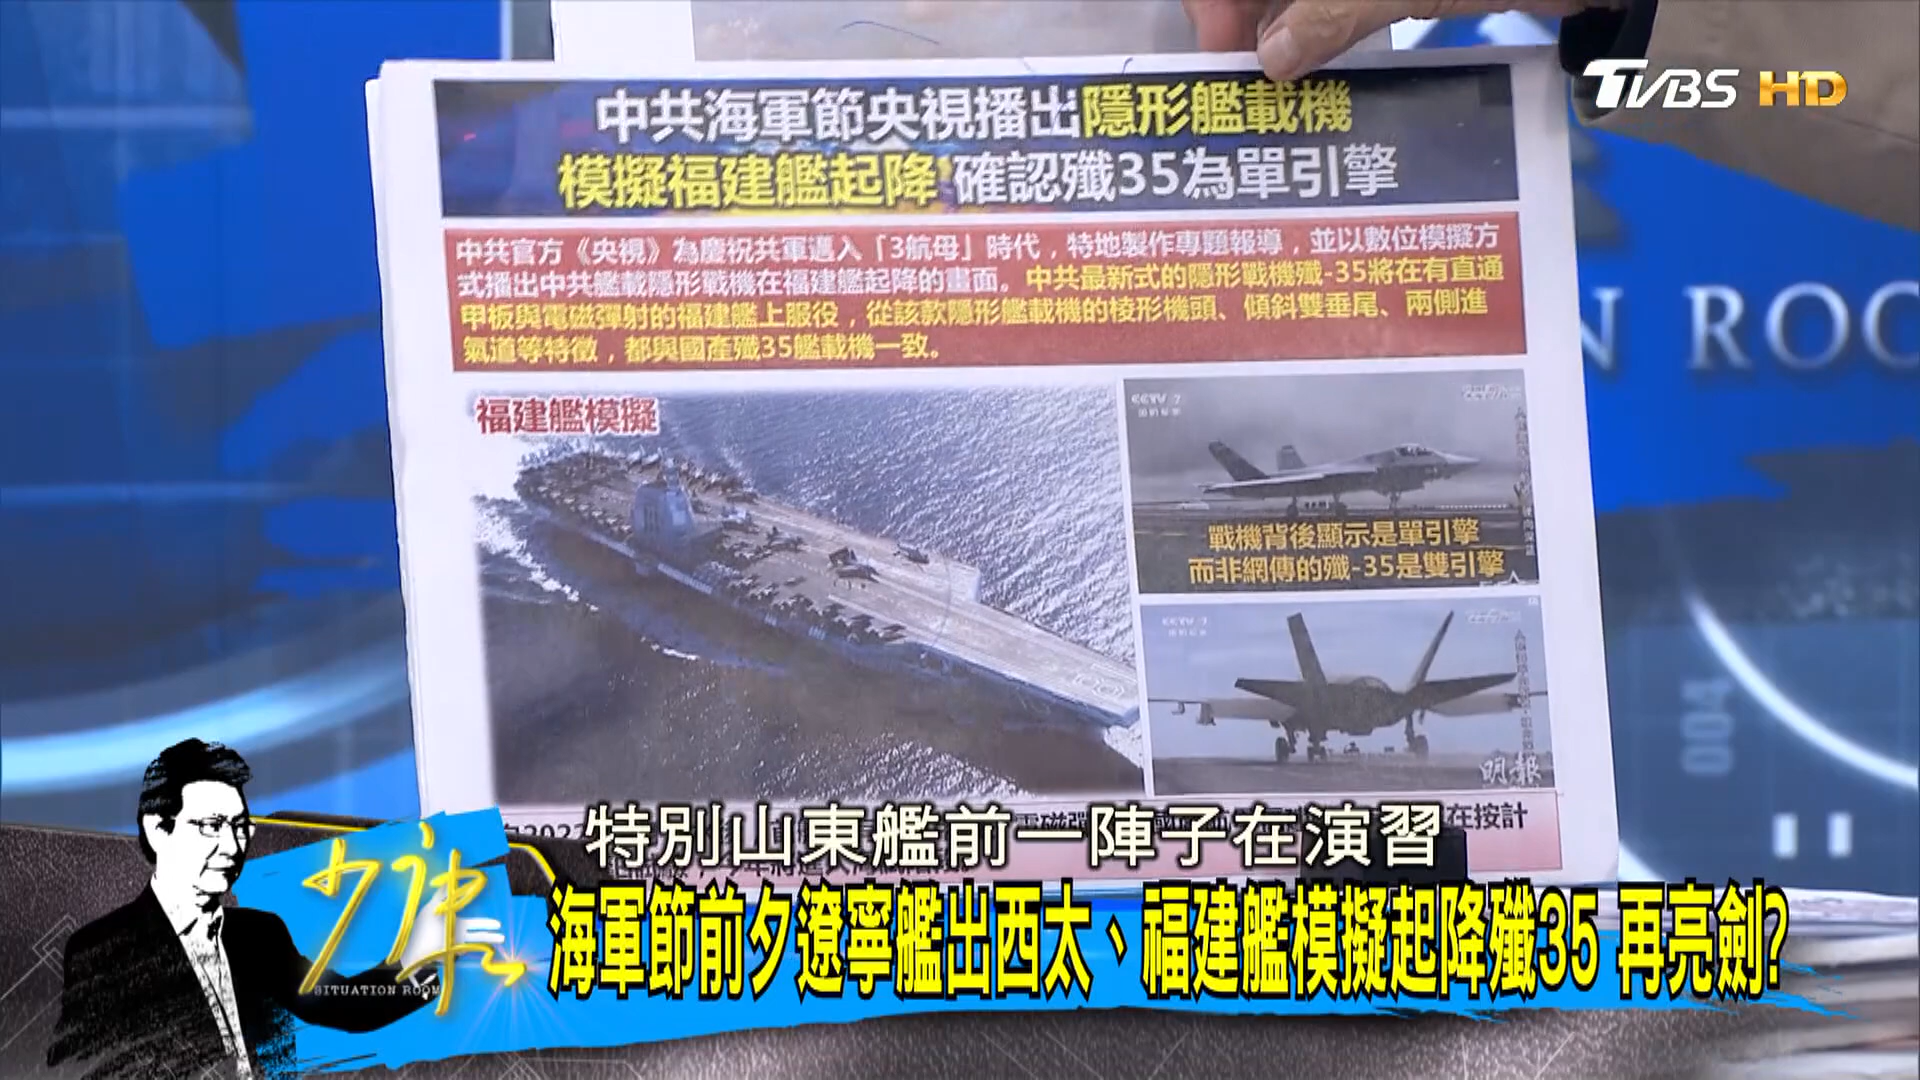 TVBS HD
中共海軍節央視播出隱形艦載機
模擬福建艦起降 確認殲35為單引擎
中共官方《央視》為慶祝共軍邁入「3航母」時代，特地製作專題報導，並以數位模擬方
式播出中共艦載隱形戰機在福建艦起降的畫面。中共最新式的隱形戰機殲-35將在有直通
甲板與電磁彈射的福建艦上服役，從該款隱形艦載機的棱形機頭、傾斜雙垂尾、兩側進
氣道等特徵，都與國產殲35艦載機一致。
福建艦模擬
戰機背後顯示是單引擎
而非網傳的殲-35是雙引擎
明報
N ROO
004
在按計
特別山東艦前一陣子在演習
海軍節前夕遼寧艦出西太、福建艦模擬起降殲35 再亮劍?
少康
SITUATION ROOM